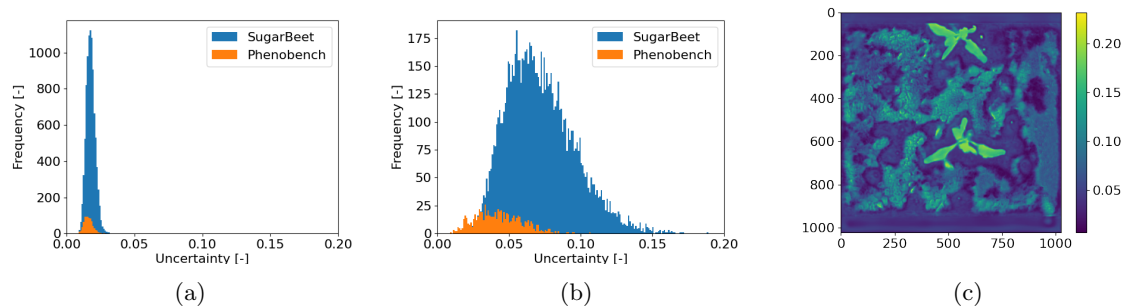 SugarBeet
Phenobench
Frequency [-]
1000
800
600
400
200
0
0.00 0.05 0.10 0.15 0.20
Uncertainty [-]
(a)
SugarBeet
Phenobench
Frequency [-]
175
150
125
100
75
50
25
0
0.00 0.05 0.10 0.15 0.20
Uncertainty [-]
(b)
0
200
400
600
800
1000
0 250 500 750 1000
0.20
0.15
0.10
0.05
(c)